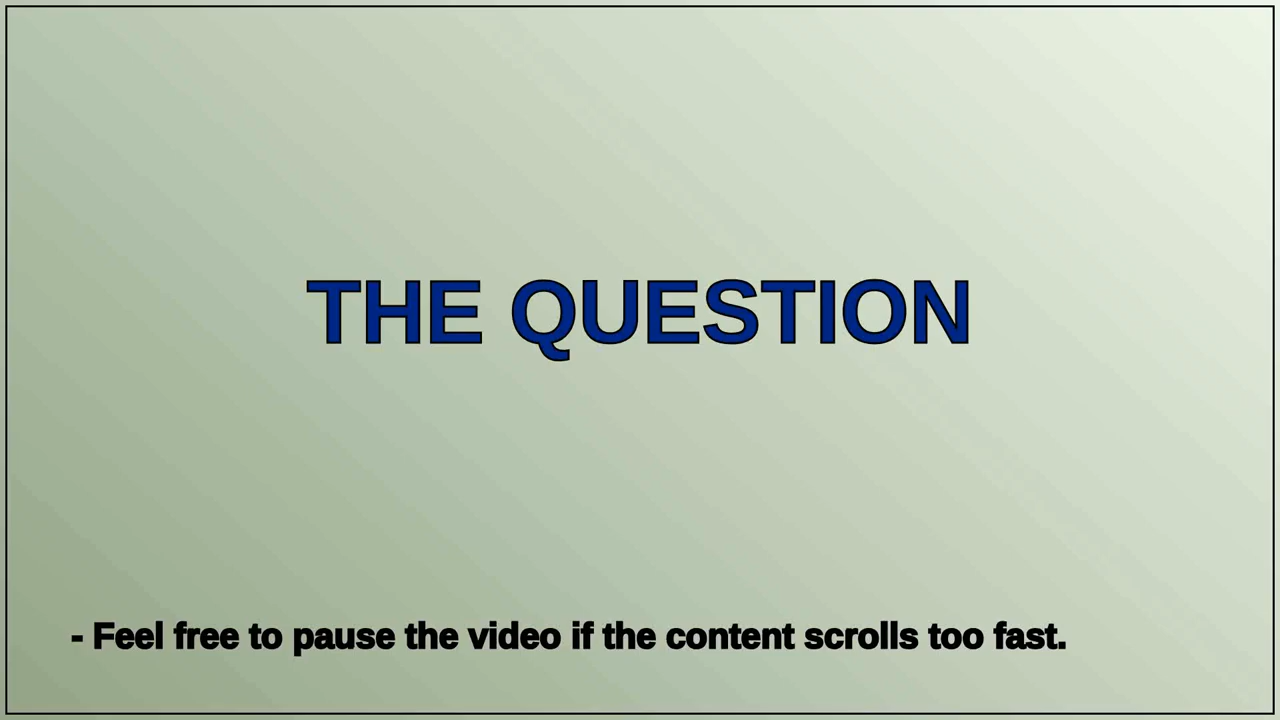 THE QUESTION
- Feel free to pause the video if the content scrolls too fast.